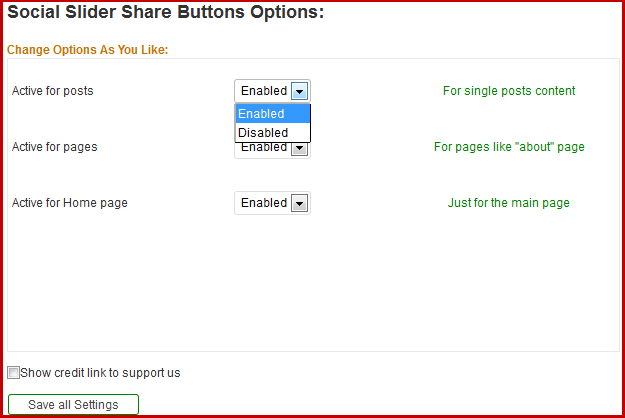 Social Slider Share Buttons Options:
Change Options As You Like:
Active for posts Enabled For single posts content
Enabled
Disabled
Active for pages Enabled For pages like "about" page
Active for Home page Enabled Just for the main page
Show credit link to support us
Save all Settings